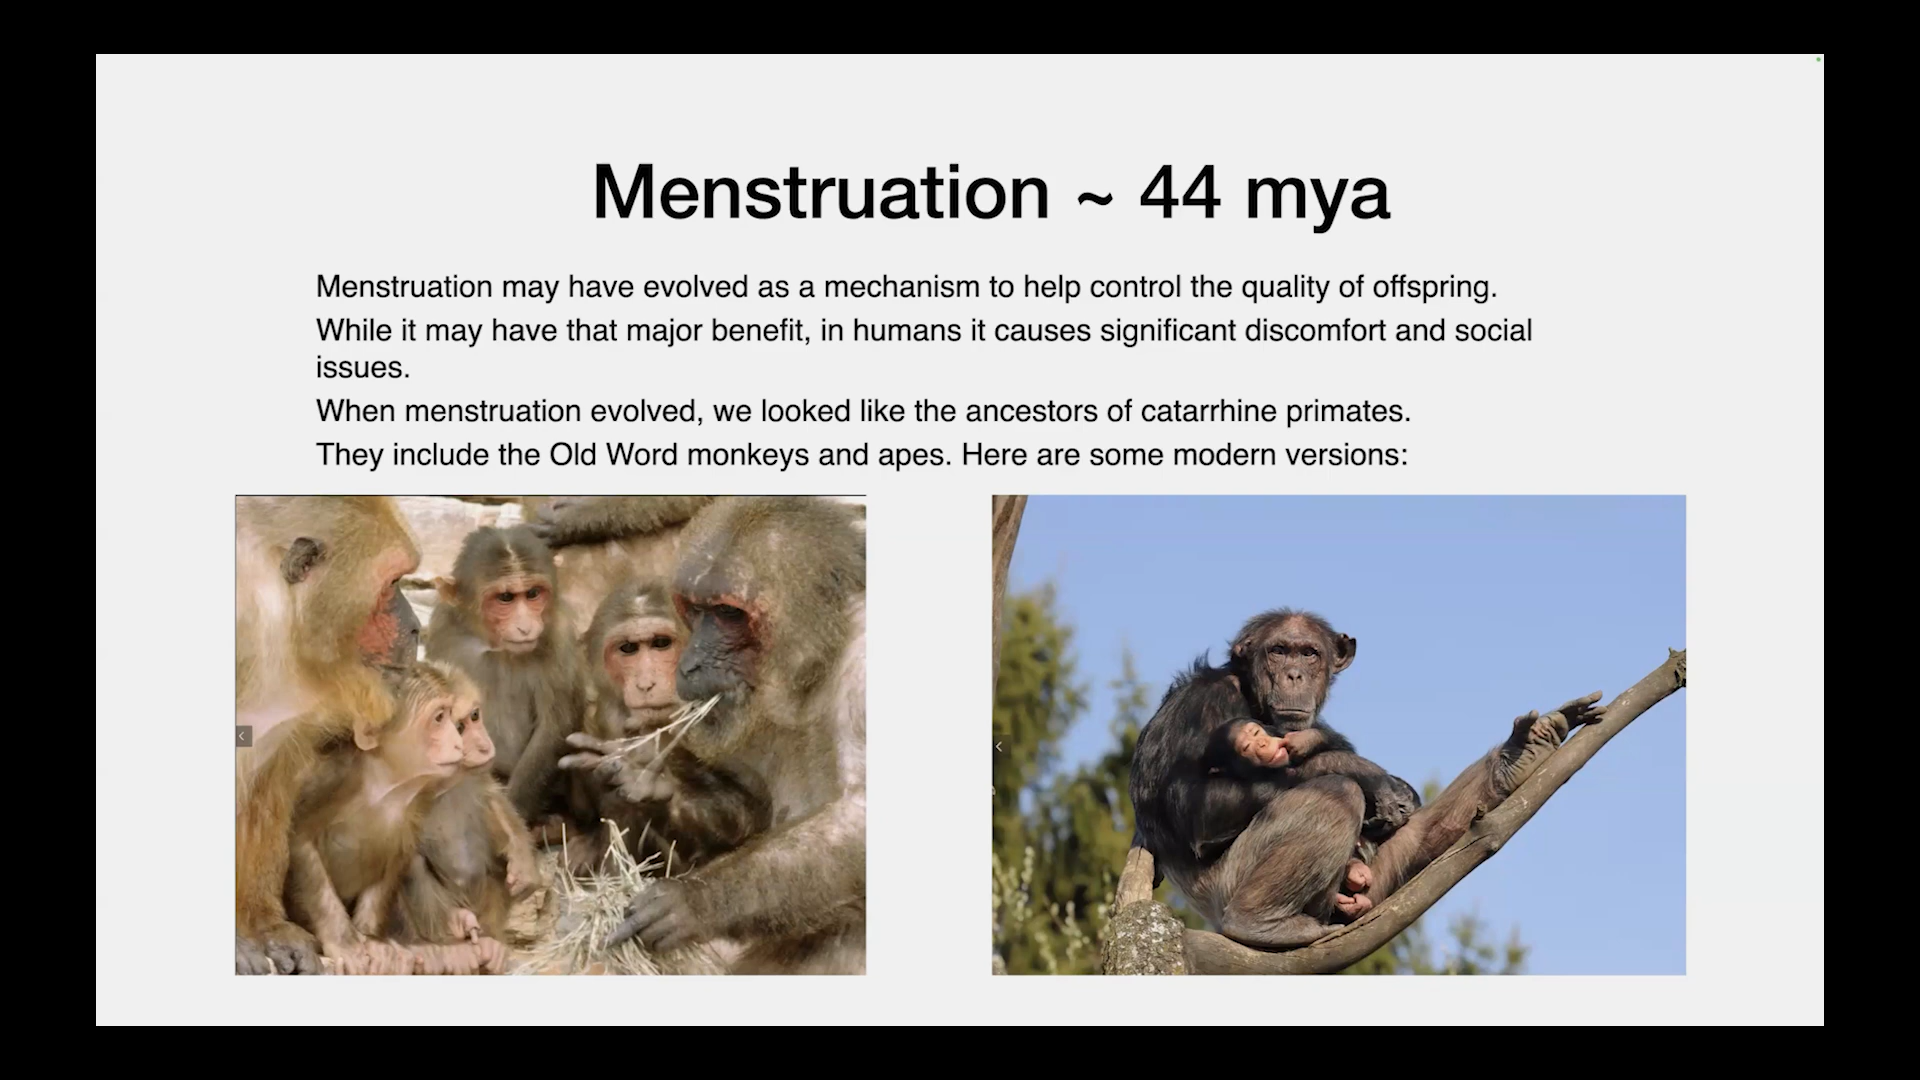 Menstruation ~ 44 mya
Menstruation may have evolved as a mechanism to help control the quality of offspring.
While it may have that major benefit, in humans it causes significant discomfort and social
issues.
When menstruation evolved, we looked like the ancestors of catarrhine primates.
They include the Old Word monkeys and apes. Here are some modern versions: